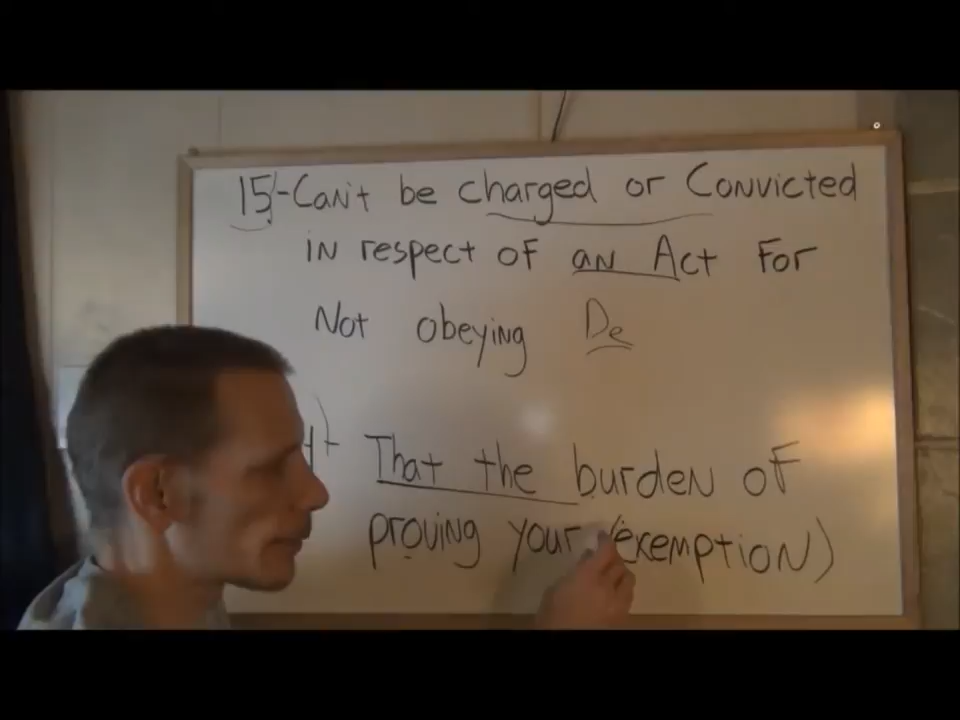 15- Can't be charged or Convicted
in respect of an Act For
Not obeying De
That the burden of
proving your (exemption)